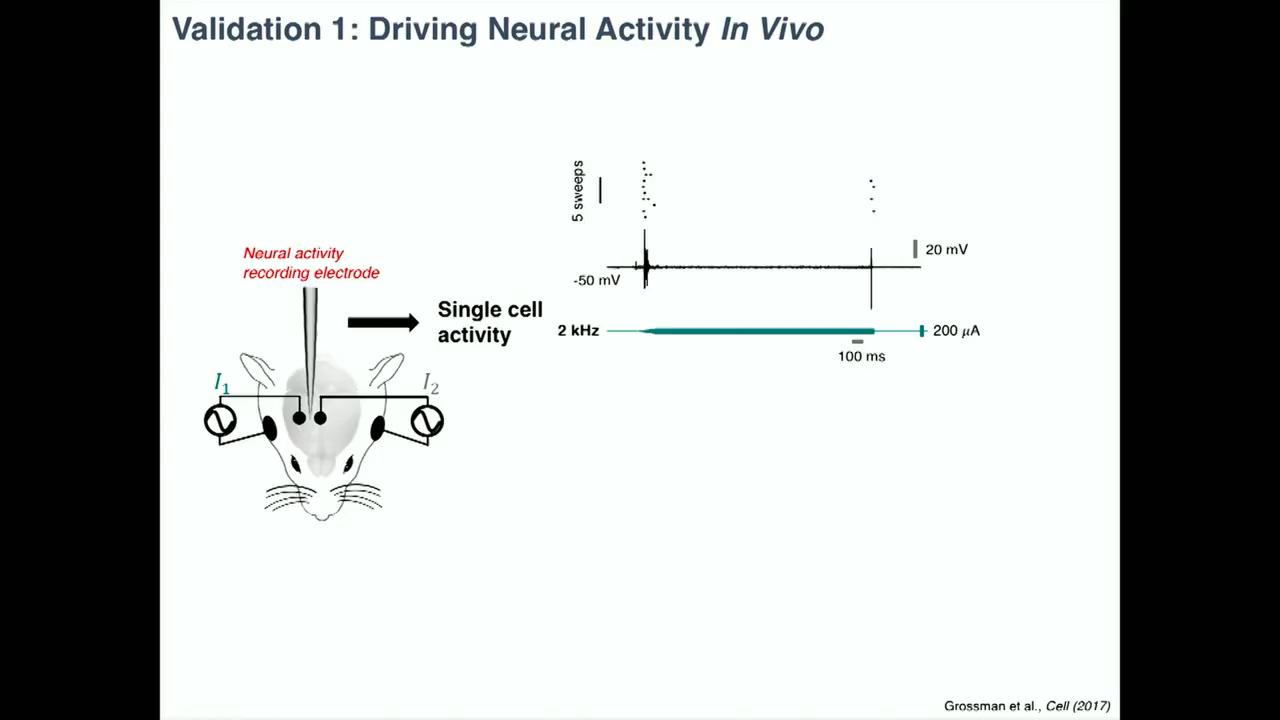 Validation 1: Driving Neural Activity In Vivo
5 sweeps
20 mV
-50 mV
2 kHz
200 μA
100 ms
Neural activity
recording electrode
Single cell
activity
I1
I2
Grossman et al., Cell (2017)